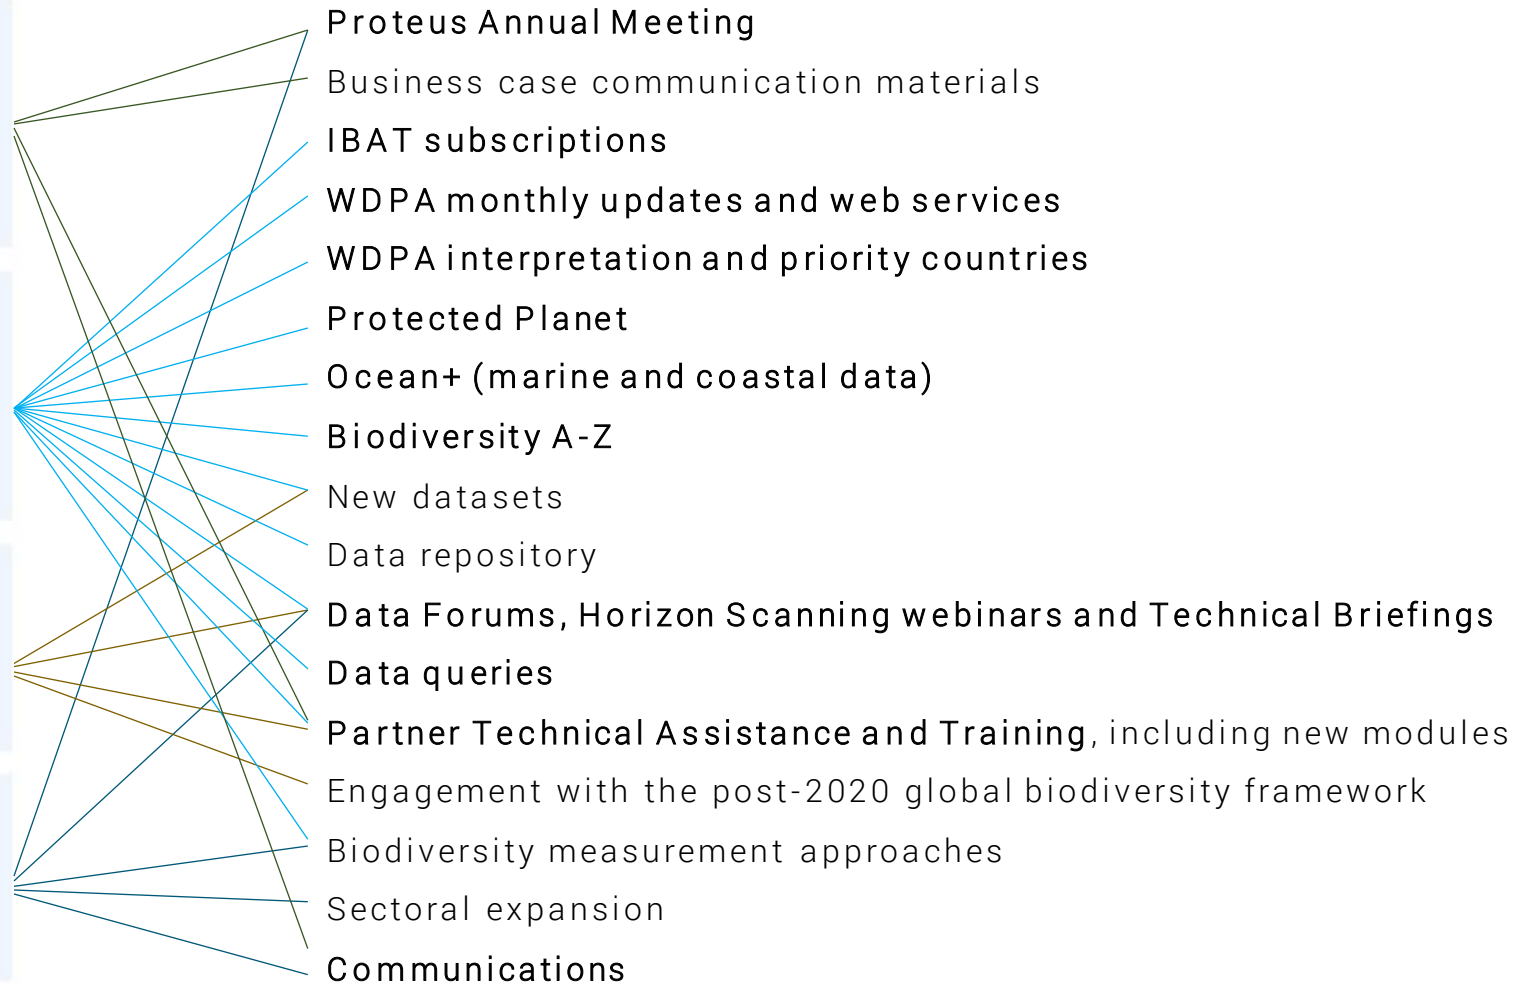 Proteus Annual Meeting
Business case communication materials
IBAT subscriptions
WDPA monthly updates and web services
WDPA interpretation and priority countries
Protected Planet
Ocean+ (marine and coastal data)
Biodiversity A-Z
New datasets
Data repository
Data Forums, Horizon Scanning webinars and Technical Briefings
Data queries
Partner Technical Assistance and Training, including new modules
Engagement with the post-2020 global biodiversity framework
Biodiversity measurement approaches
Sectoral expansion
Communications